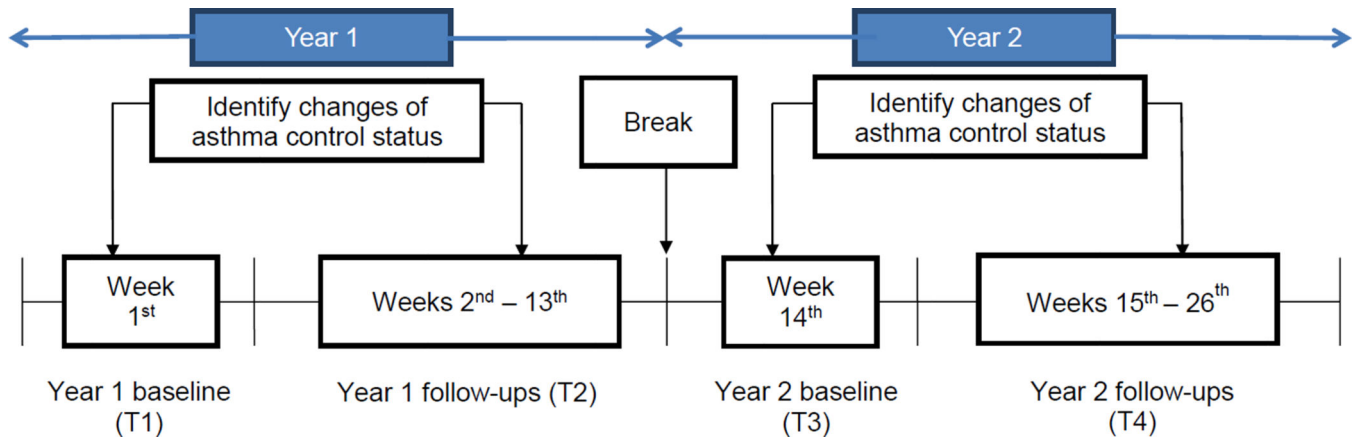 Year 1
Year 2
Identify changes of
asthma control status
Break
Identify changes of
asthma control status
Week
1st
Weeks 2nd – 13th
Week
14th
Weeks 15th – 26th
Year 1 baseline
(T1)
Year 1 follow-ups (T2)
Year 2 baseline
(T3)
Year 2 follow-ups
(T4)